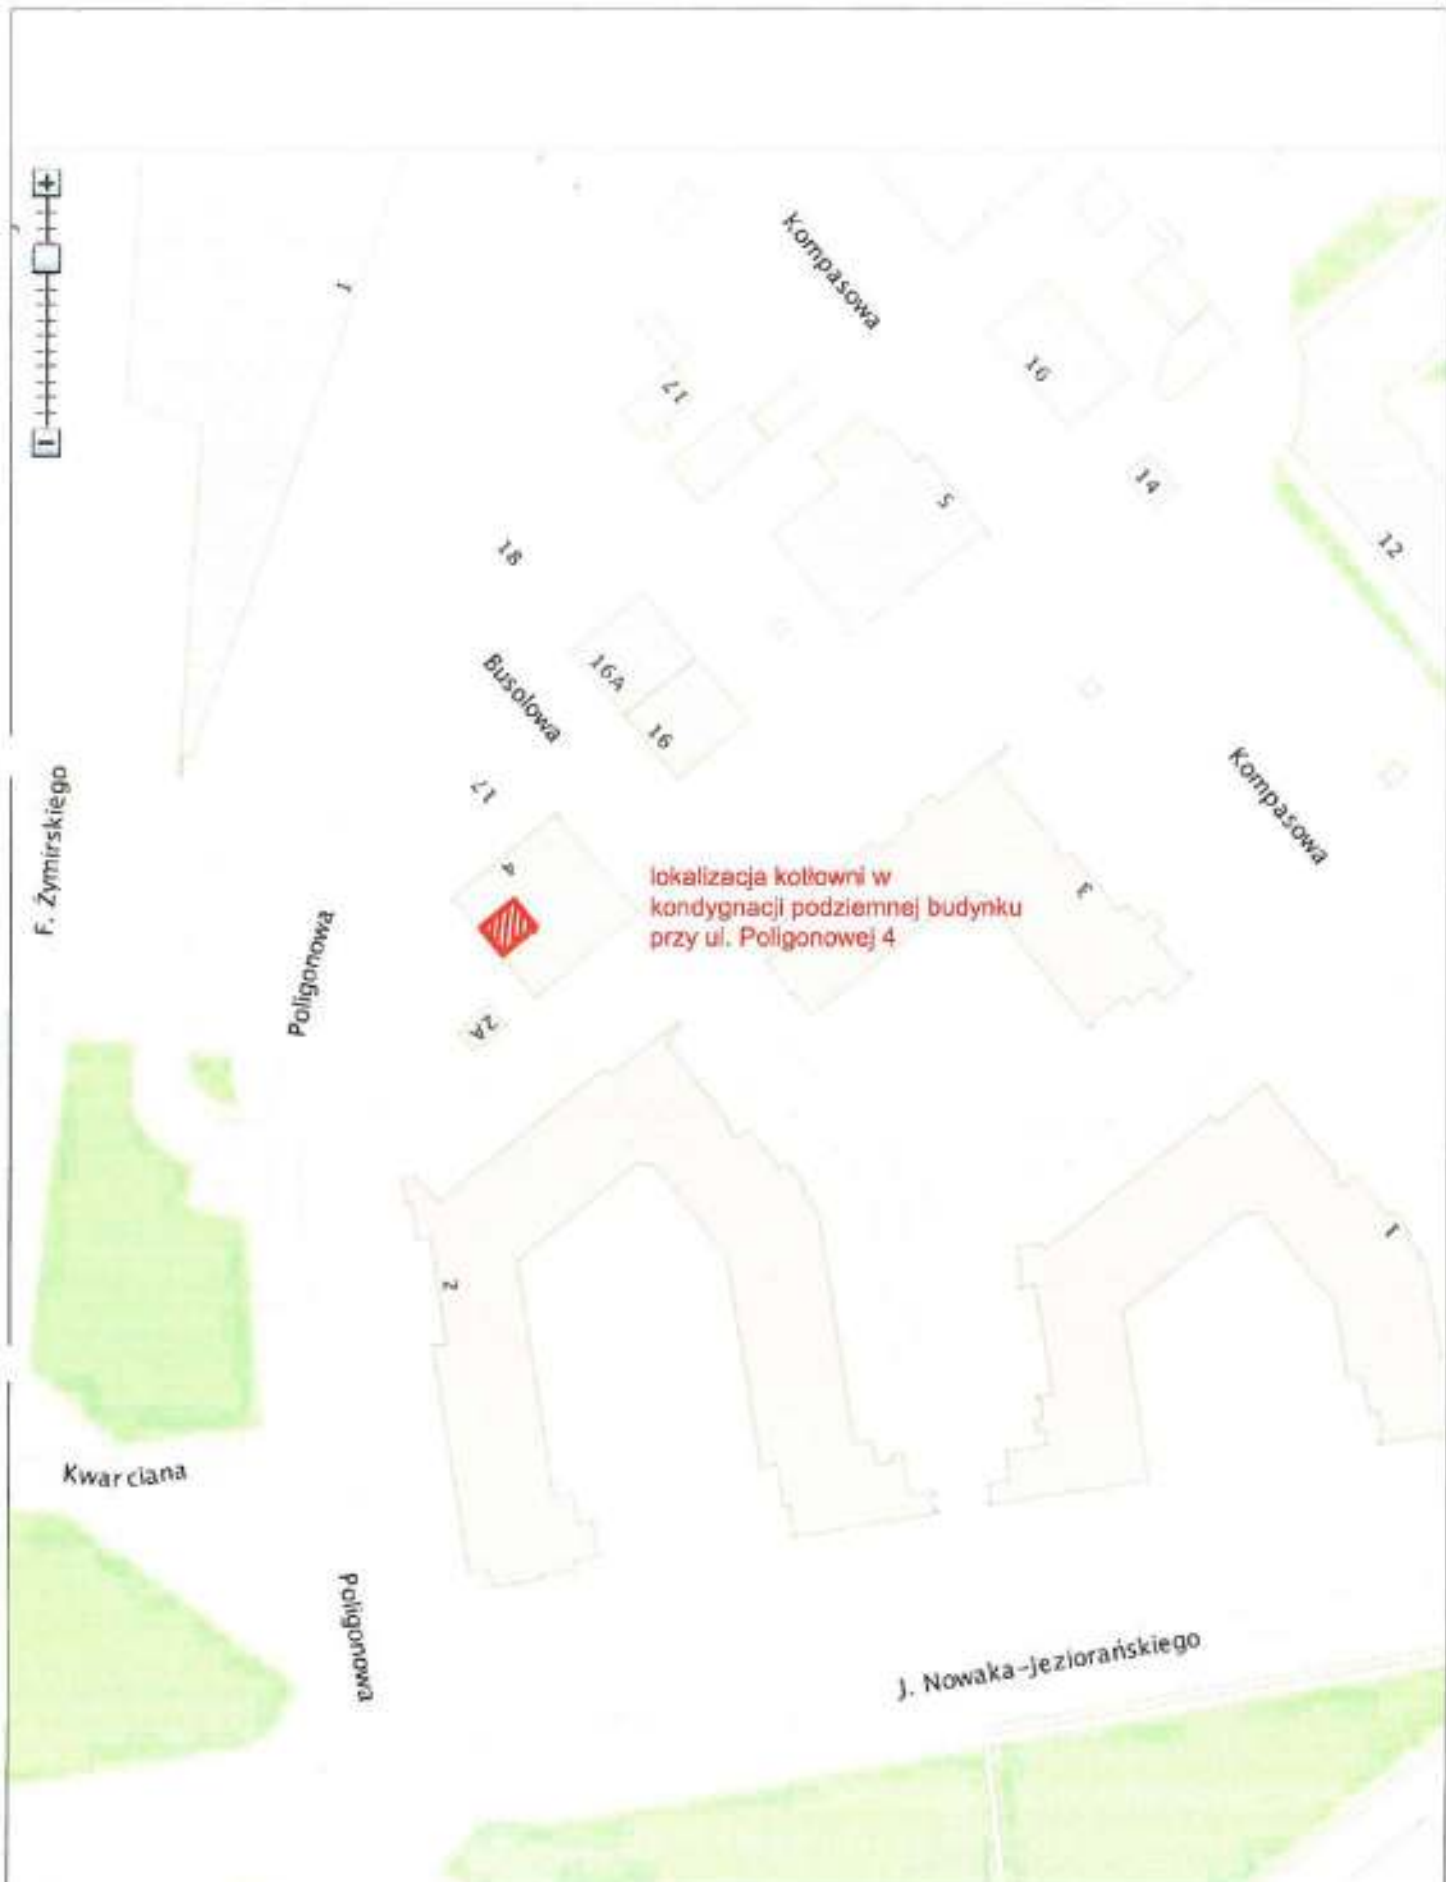 +
Kompasowa
1
17
16
5
14
18
12
16A
Busolowa
16
–
17
F. Żymirskiego
Kompasowa
4
lokalizacja kotłowni w
kondygnacji podziemnej budynku
przy ul. Poligonowej 4
3
Poligonowa
2A
1
2
Kwarciana
Poligonowa
J. Nowaka-Jeziorańskiego